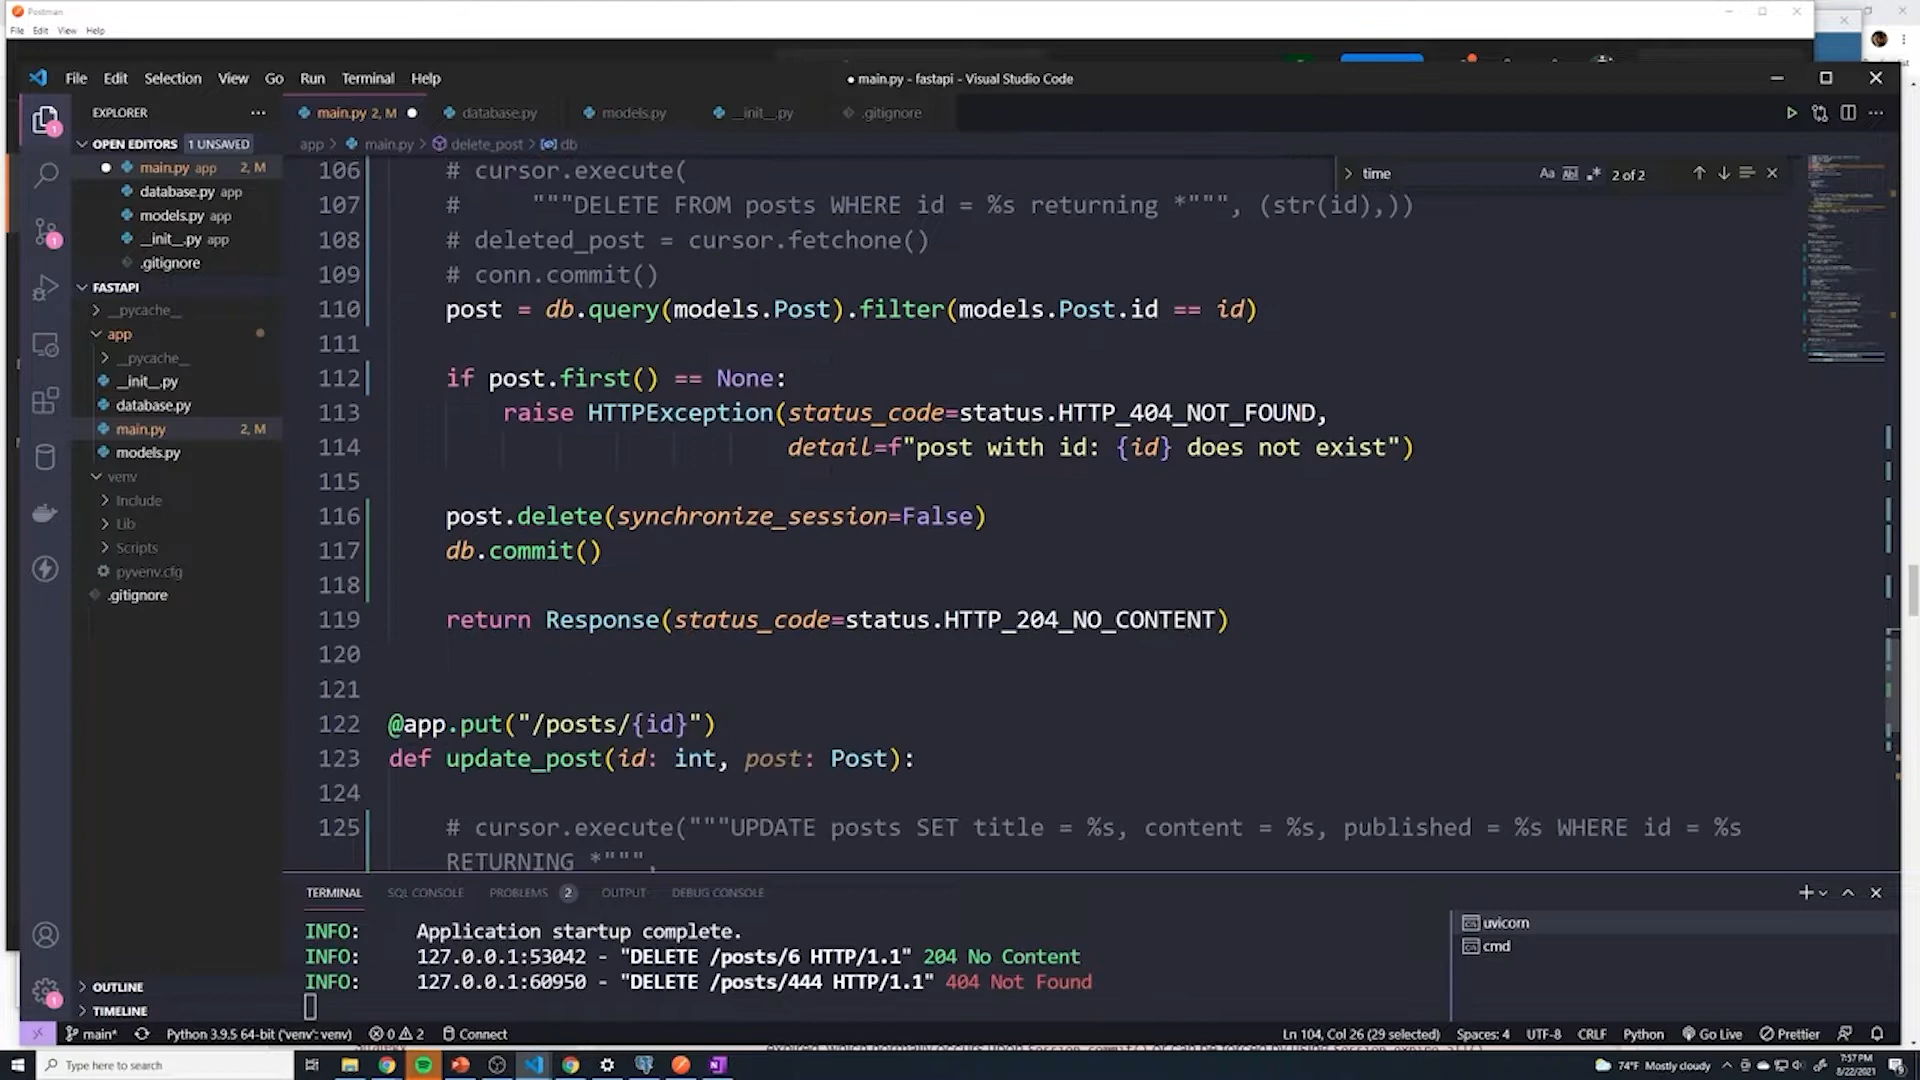 Postman
File Edit View Help
File Edit Selection View Go Run Terminal Help
● main.py - fastapi - Visual Studio Code
EXPLORER
main.py 2, M
database.py
models.py
__init__.py
.gitignore
OPEN EDITORS 1 UNSAVED
app > main.py > delete_post > db
main.py app 2, M
database.py app
models.py app
__init__.py app
.gitignore
FASTAPI
__pycache__
app
__pycache__
__init__.py
database.py
main.py 2, M
models.py
venv
Include
Lib
Scripts
pyvenv.cfg
.gitignore
OUTLINE
TIMELINE
time
Aa Abl .* 2 of 2
106 # cursor.execute(
107 #     """DELETE FROM posts WHERE id = %s returning *""", (str(id),))
108 # deleted_post = cursor.fetchone()
109 # conn.commit()
110 post = db.query(models.Post).filter(models.Post.id == id)
111
112 if post.first() == None:
113     raise HTTPException(status_code=status.HTTP_404_NOT_FOUND,
114                         detail=f"post with id: {id} does not exist")
115
116 post.delete(synchronize_session=False)
117 db.commit()
118
119 return Response(status_code=status.HTTP_204_NO_CONTENT)
120
121
122 @app.put("/posts/{id}")
123 def update_post(id: int, post: Post):
124
125 # cursor.execute("""UPDATE posts SET title = %s, content = %s, published = %s WHERE id = %s
RETURNING *""",
TERMINAL SQL CONSOLE PROBLEMS 2 OUTPUT DEBUG CONSOLE
INFO:     Application startup complete.
INFO:     127.0.0.1:53042 - "DELETE /posts/6 HTTP/1.1" 204 No Content
INFO:     127.0.0.1:60950 - "DELETE /posts/444 HTTP/1.1" 404 Not Found
uvicorn
cmd
main* Python 3.9.5 64-bit ('venv': venv) 0 2 Connect
Ln 104, Col 26 (29 selected) Spaces: 4 UTF-8 CRLF Python Go Live Prettier
Type here to search
74°F Mostly cloudy
7:57 PM
8/22/2021